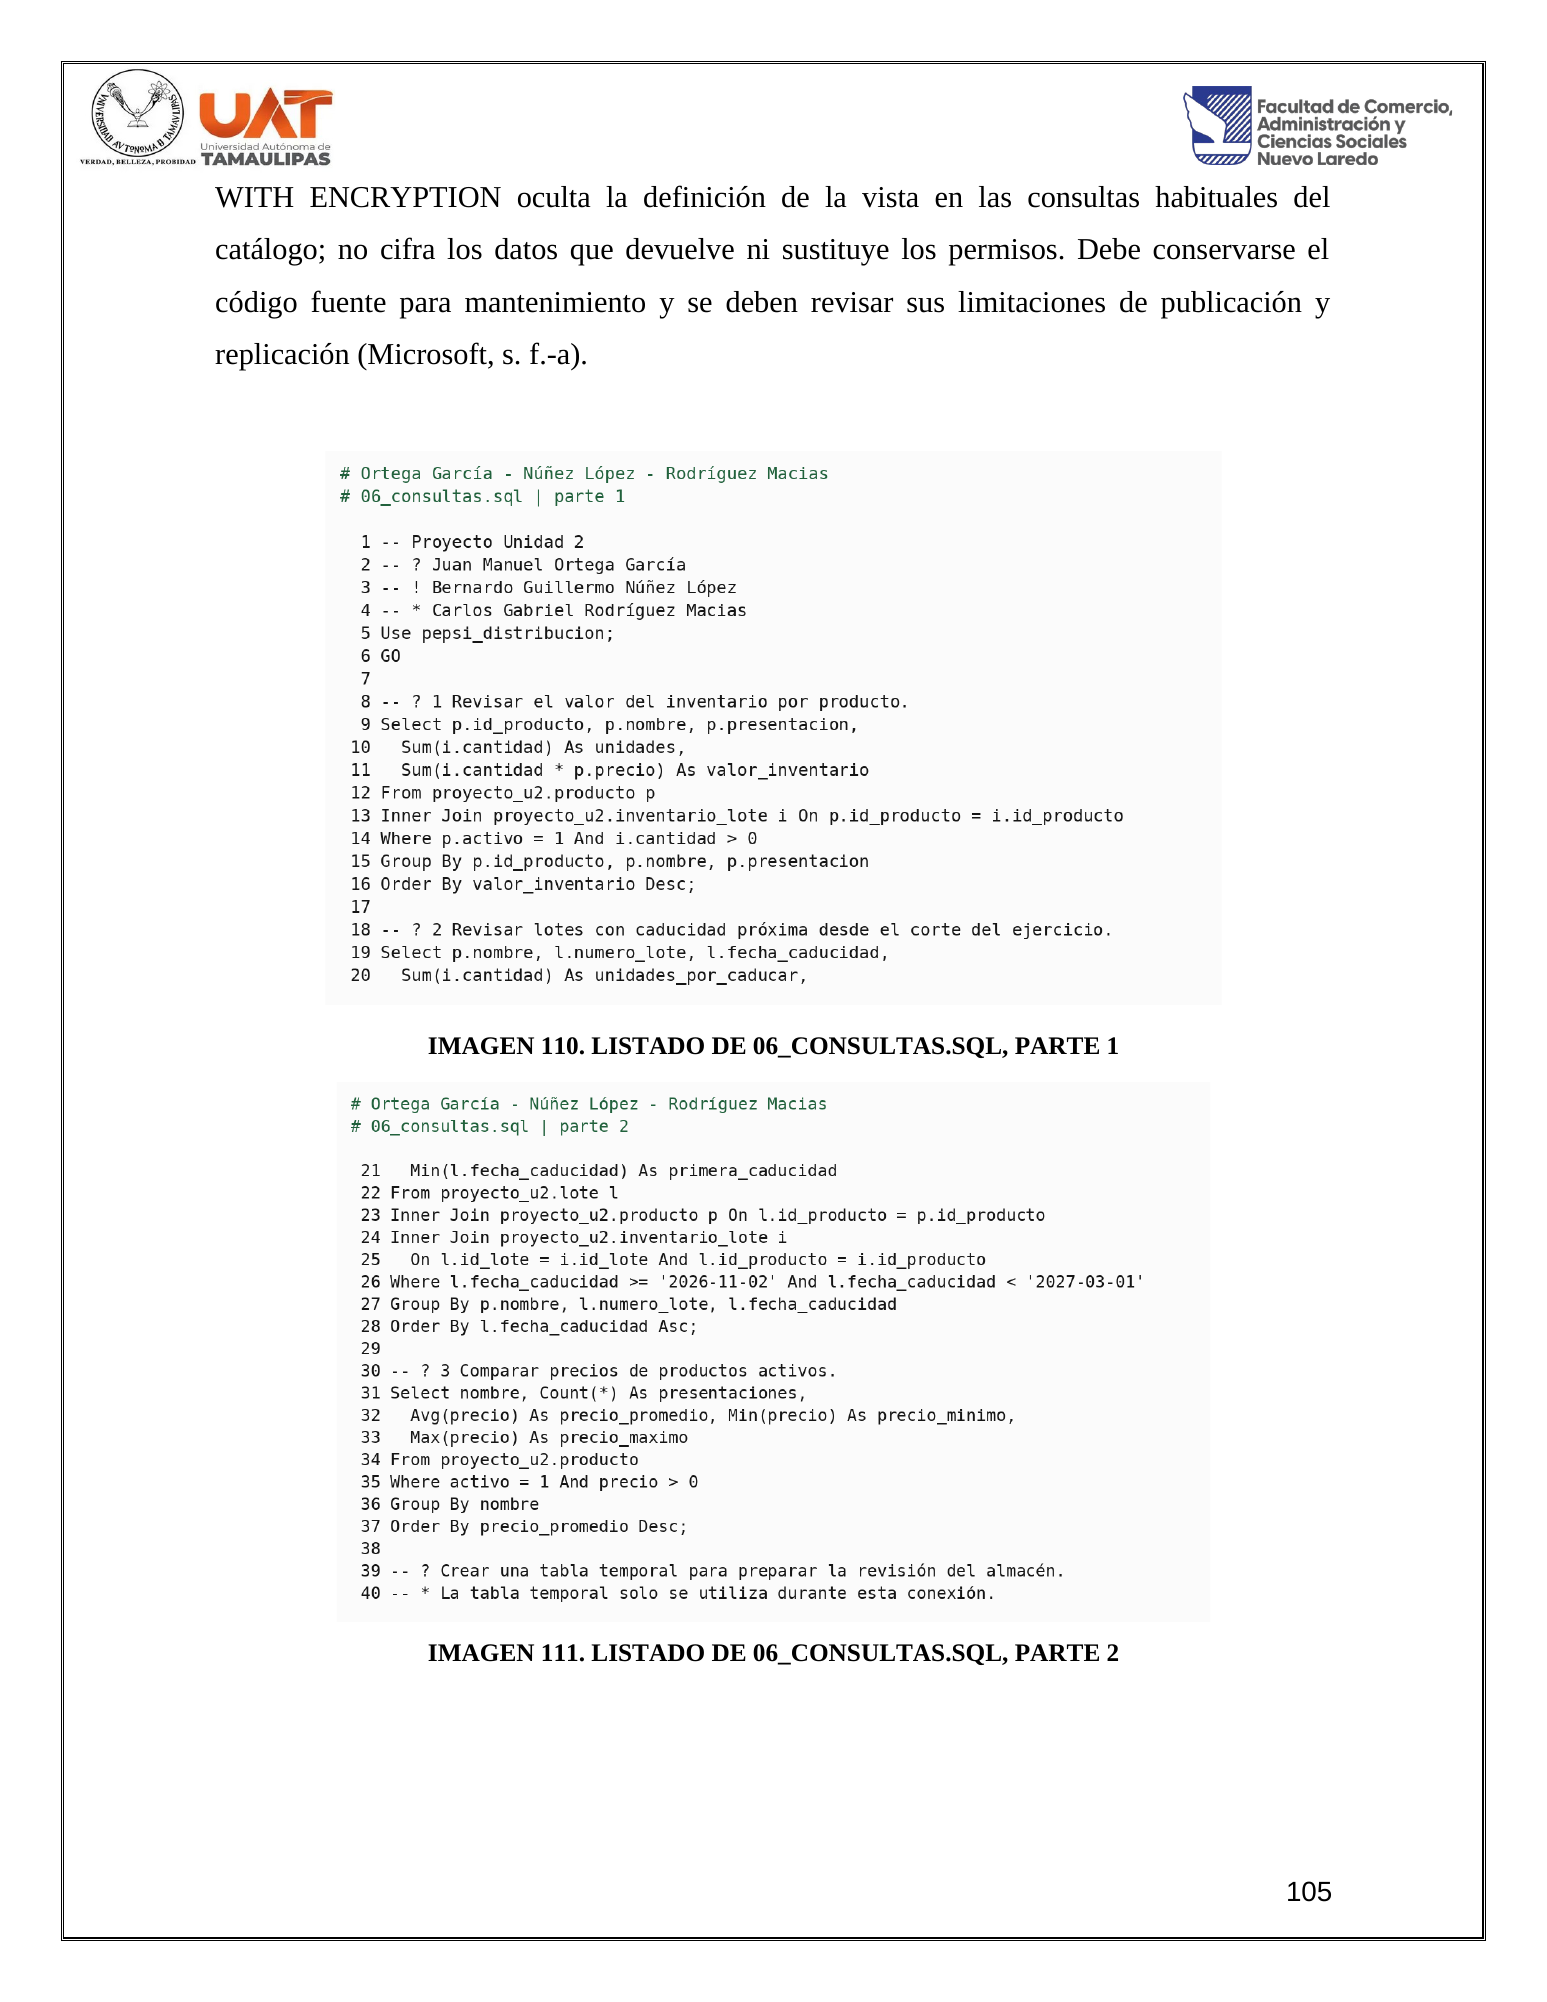 UNIVERSIDAD AVTONOMA D TAMAVLIPAS
VERDAD, BELLEZA, PROBIDAD
UAT
Universidad Autónoma de
TAMAULIPAS
Facultad de Comercio,
Administración y
Ciencias Sociales
Nuevo Laredo
WITH ENCRYPTION oculta la definición de la vista en las consultas habituales del
catálogo; no cifra los datos que devuelve ni sustituye los permisos. Debe conservarse el
código fuente para mantenimiento y se deben revisar sus limitaciones de publicación y
replicación (Microsoft, s. f.-a).
# Ortega García - Núñez López - Rodríguez Macias
# 06_consultas.sql | parte 1
1 -- Proyecto Unidad 2
2 -- ? Juan Manuel Ortega García
3 -- ! Bernardo Guillermo Núñez López
4 -- * Carlos Gabriel Rodríguez Macias
5 Use pepsi_distribucion;
6 GO
7
8 -- ? 1 Revisar el valor del inventario por producto.
9 Select p.id_producto, p.nombre, p.presentacion,
10   Sum(i.cantidad) As unidades,
11   Sum(i.cantidad * p.precio) As valor_inventario
12 From proyecto_u2.producto p
13 Inner Join proyecto_u2.inventario_lote i On p.id_producto = i.id_producto
14 Where p.activo = 1 And i.cantidad > 0
15 Group By p.id_producto, p.nombre, p.presentacion
16 Order By valor_inventario Desc;
17
18 -- ? 2 Revisar lotes con caducidad próxima desde el corte del ejercicio.
19 Select p.nombre, l.numero_lote, l.fecha_caducidad,
20   Sum(i.cantidad) As unidades_por_caducar,
IMAGEN 110. LISTADO DE 06_CONSULTAS.SQL, PARTE 1
# Ortega García - Núñez López - Rodríguez Macias
# 06_consultas.sql | parte 2
21   Min(l.fecha_caducidad) As primera_caducidad
22 From proyecto_u2.lote l
23 Inner Join proyecto_u2.producto p On l.id_producto = p.id_producto
24 Inner Join proyecto_u2.inventario_lote i
25   On l.id_lote = i.id_lote And l.id_producto = i.id_producto
26 Where l.fecha_caducidad >= '2026-11-02' And l.fecha_caducidad < '2027-03-01'
27 Group By p.nombre, l.numero_lote, l.fecha_caducidad
28 Order By l.fecha_caducidad Asc;
29
30 -- ? 3 Comparar precios de productos activos.
31 Select nombre, Count(*) As presentaciones,
32   Avg(precio) As precio_promedio, Min(precio) As precio_minimo,
33   Max(precio) As precio_maximo
34 From proyecto_u2.producto
35 Where activo = 1 And precio > 0
36 Group By nombre
37 Order By precio_promedio Desc;
38
39 -- ? Crear una tabla temporal para preparar la revisión del almacén.
40 -- * La tabla temporal solo se utiliza durante esta conexión.
IMAGEN 111. LISTADO DE 06_CONSULTAS.SQL, PARTE 2
105